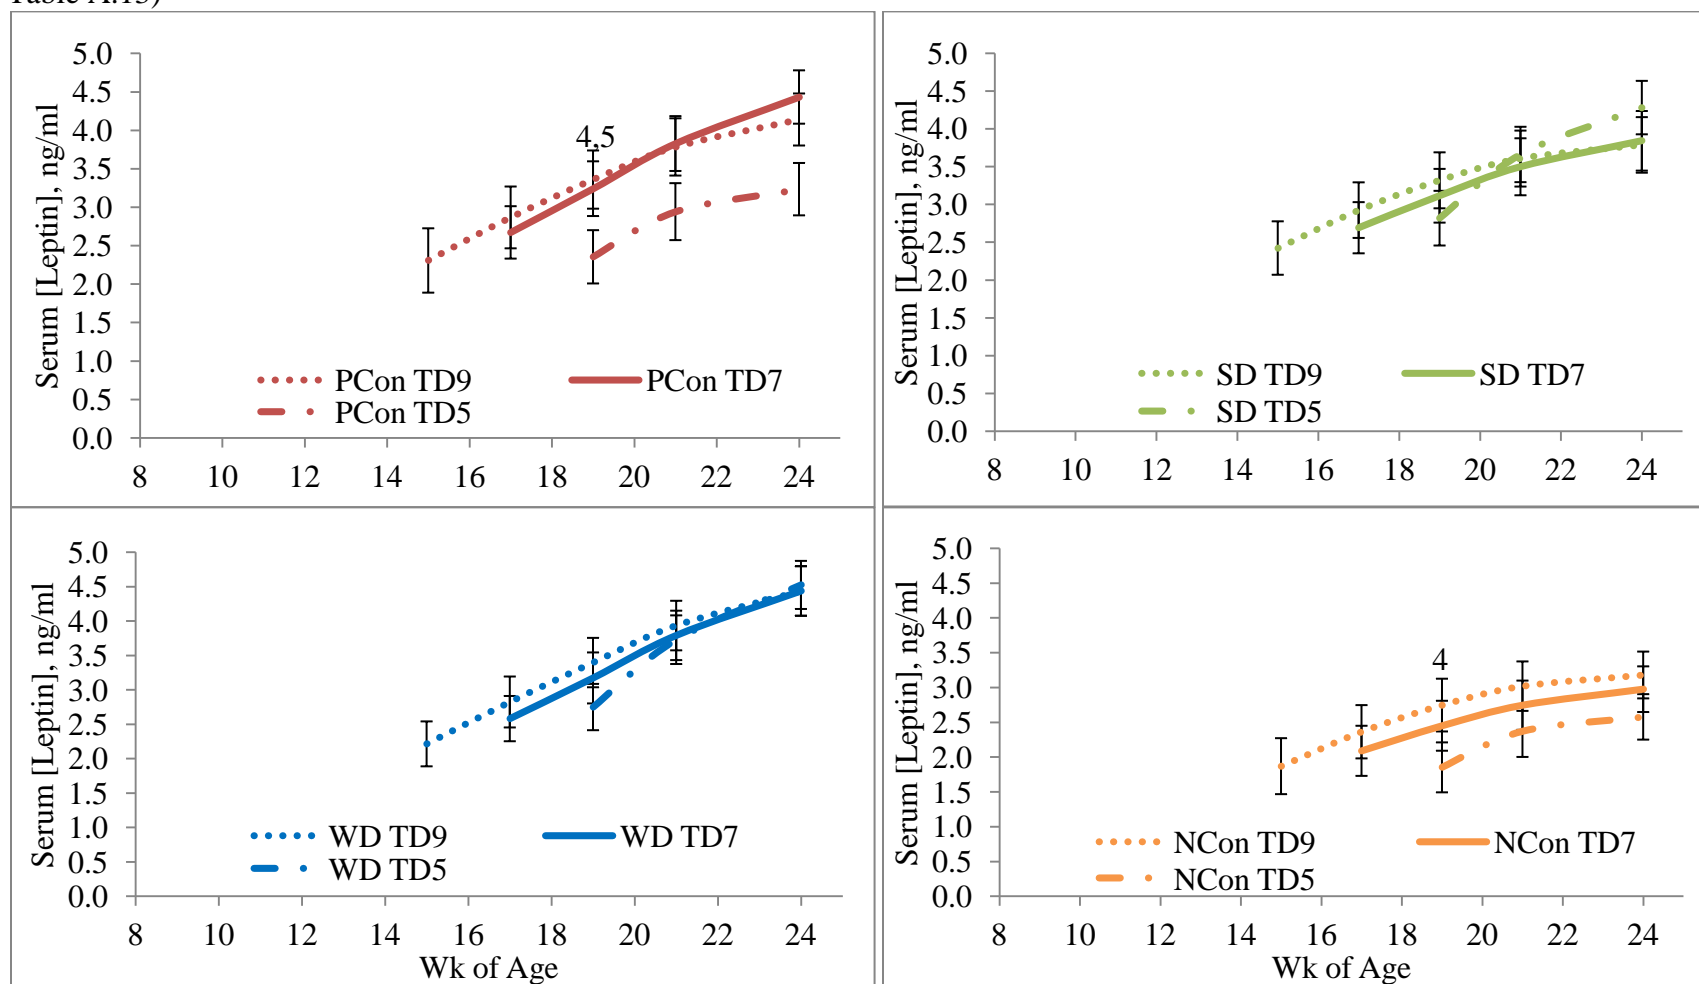 Table A.15)
5.0
4.5
4.0
3.5
3.0
2.5
2.0
1.5
1.0
0.5
0.0
Serum [Leptin], ng/ml
4,5
PCon TD9 PCon TD7
PCon TD5
8 10 12 14 16 18 20 22 24
5.0
4.5
4.0
3.5
3.0
2.5
2.0
1.5
1.0
0.5
0.0
Serum [Leptin], ng/ml
SD TD9 SD TD7
SD TD5
8 10 12 14 16 18 20 22 24
5.0
4.5
4.0
3.5
3.0
2.5
2.0
1.5
1.0
0.5
0.0
Serum [Leptin], ng/ml
WD TD9 WD TD7
WD TD5
8 10 12 14 16 18 20 22 24
Wk of Age
5.0
4.5
4.0
3.5
3.0
2.5
2.0
1.5
1.0
0.5
0.0
Serum [Leptin], ng/ml
4
NCon TD9 NCon TD7
NCon TD5
8 10 12 14 16 18 20 22 24
Wk of Age